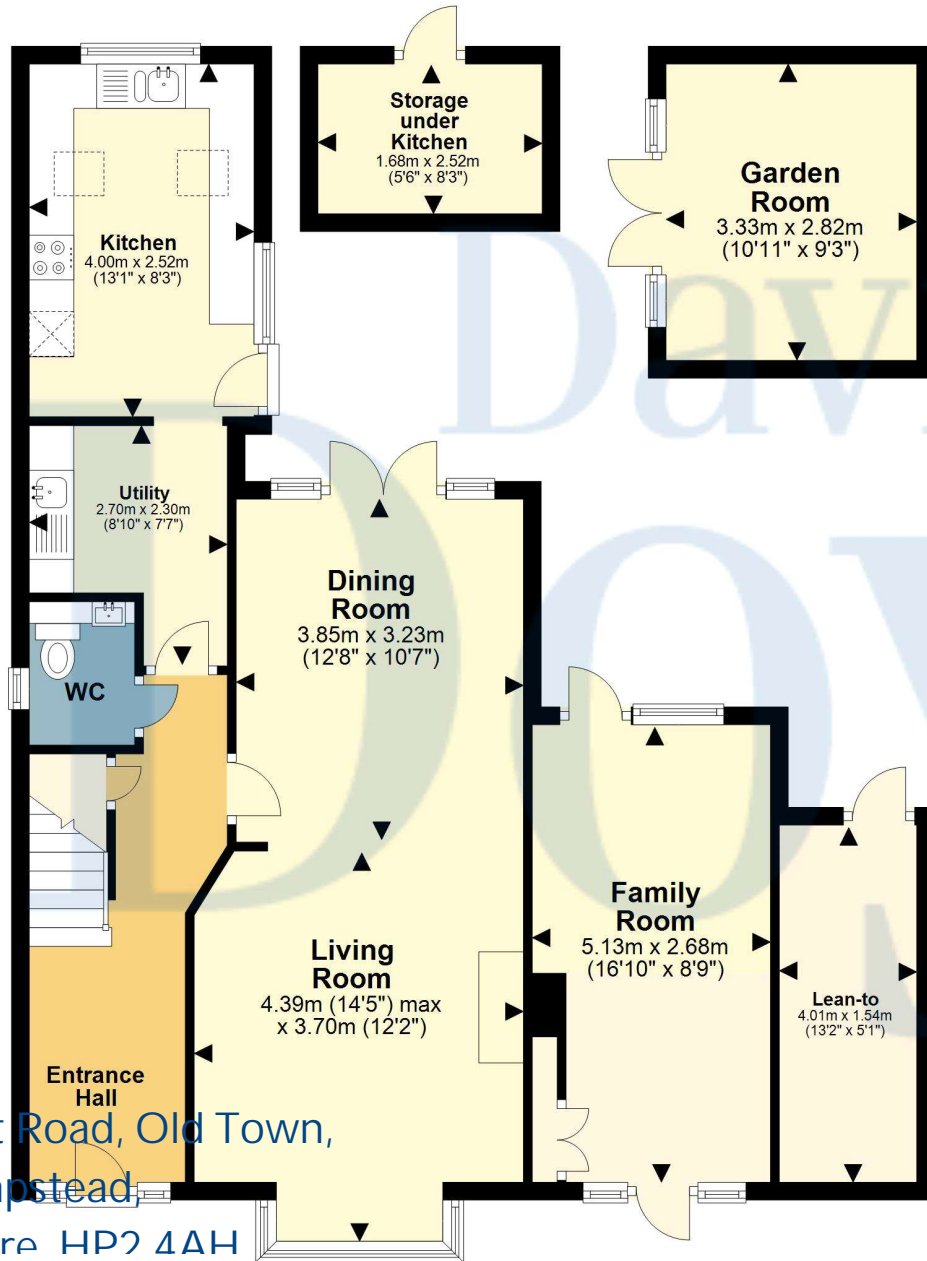 Storage
under
Kitchen
1.68m x 2.52m
(5'6" x 8'3")
Garden
Room
3.33m x 2.82m
(10'11" x 9'3")
Kitchen
4.00m x 2.52m
(13'1" x 8'3")
Utility
2.70m x 2.30m
(8'10" x 7'7")
Dining
Room
3.85m x 3.23m
(12'8" x 10'7")
WC
Family
Room
5.13m x 2.68m
(16'10" x 8'9")
Living
Room
4.39m (14'5") max
x 3.70m (12'2")
Lean-to
4.01m x 1.54m
(13'2" x 5'1")
Entrance
Hall
Road, Old Town,
HP2 4AH